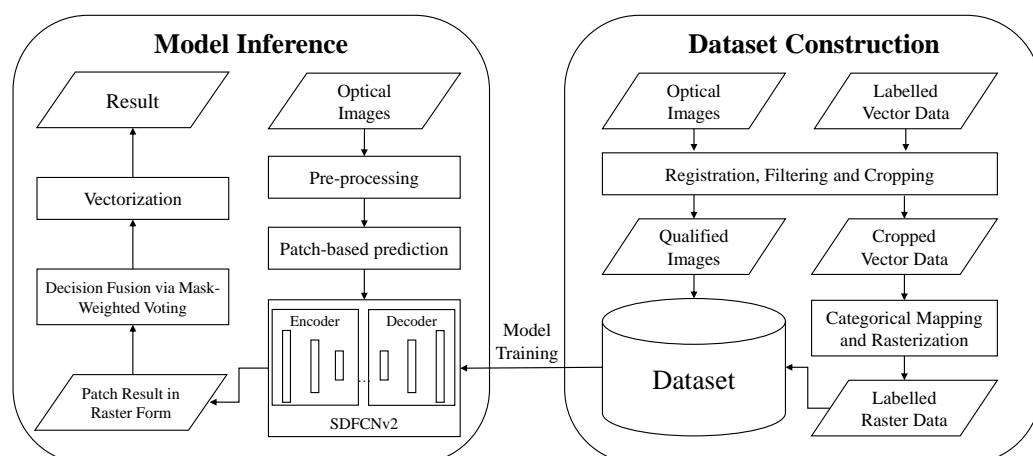 Model Inference
Result
Optical
Images
Vectorization
Pre-processing
Patch-based prediction
Decision Fusion via Mask-
Weighted Voting
Encoder
Decoder
...
SDFCNv2
Patch Result in
Raster Form
Model
Training
Dataset Construction
Optical
Images
Labelled
Vector Data
Registration, Filtering and Cropping
Qualified
Images
Cropped
Vector Data
Categorical Mapping
and Rasterization
Dataset
Labelled
Raster Data